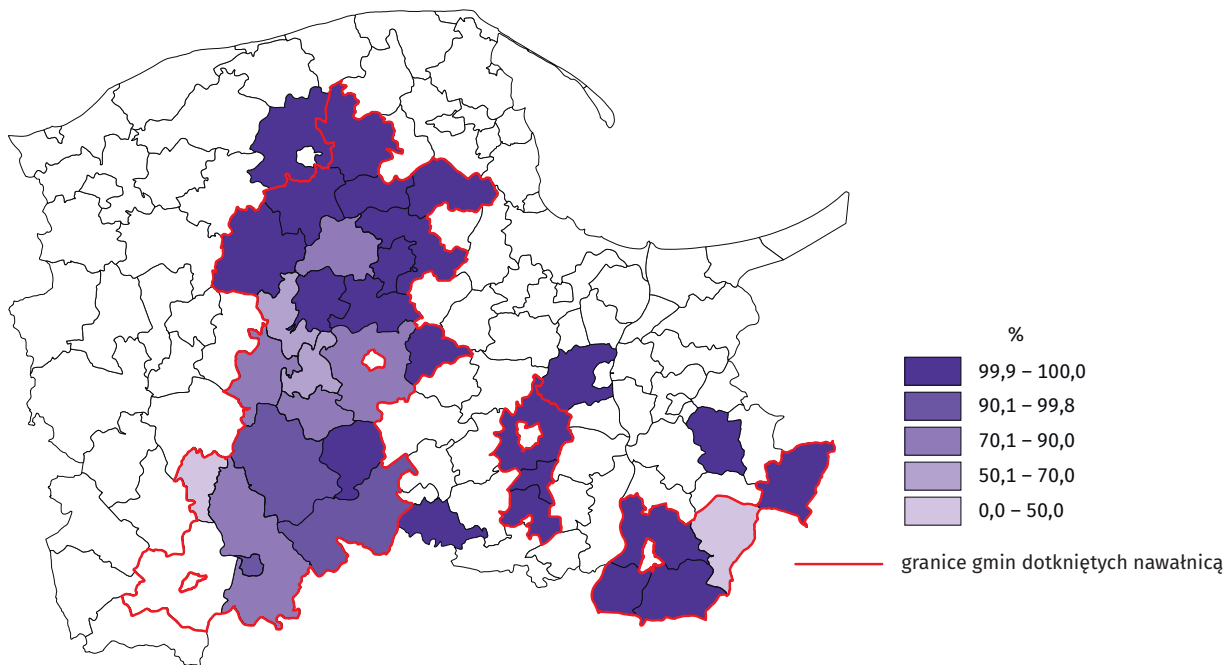 %
99,9 – 100,0
90,1 – 99,8
70,1 – 90,0
50,1 – 70,0
0,0 – 50,0
granice gmin dotkniętych nawałnicą